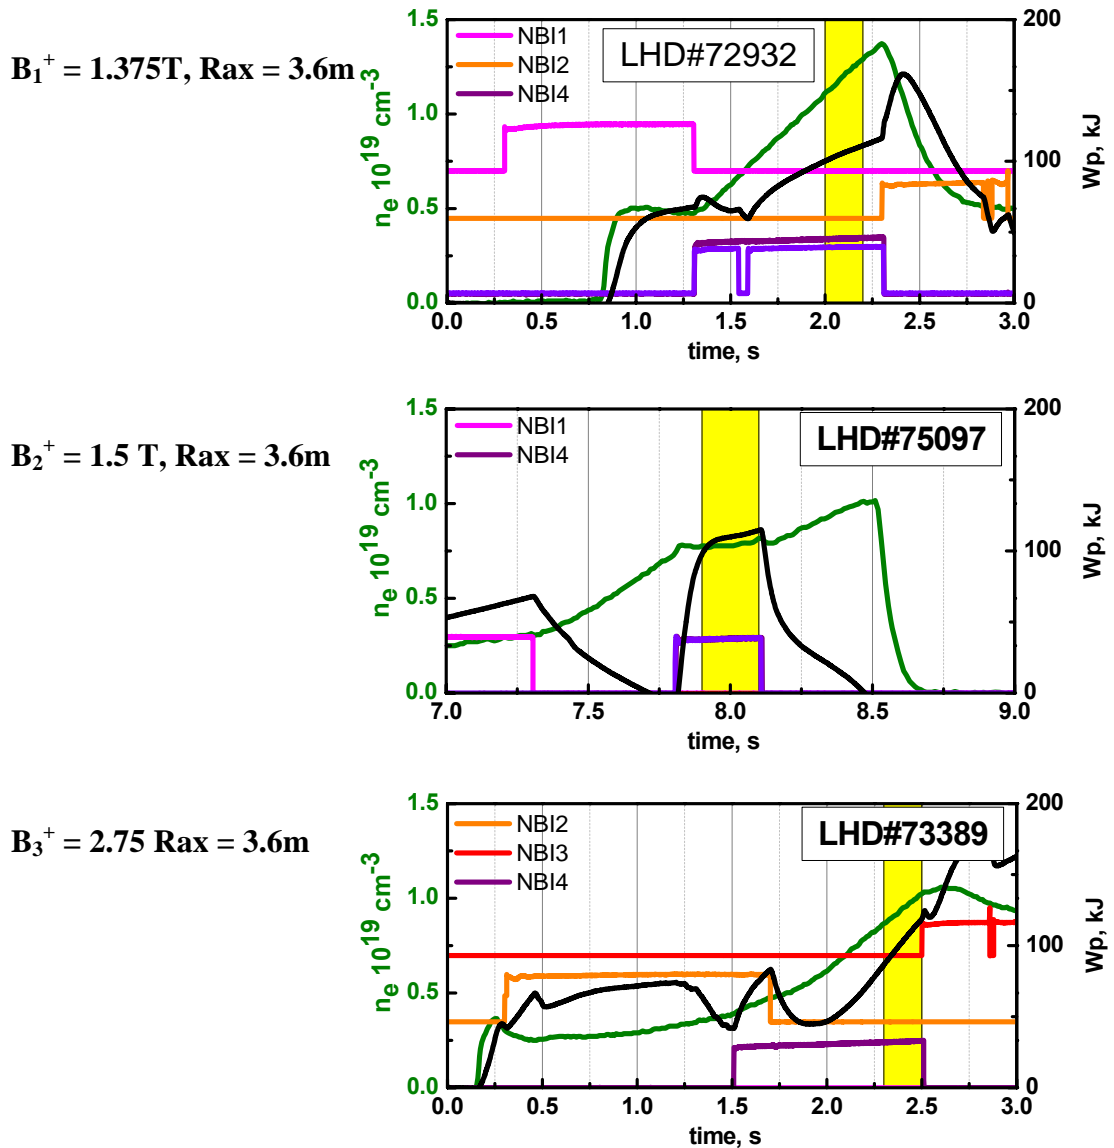 B₁⁺ = 1.375T, Rax = 3.6m
NBI1
NBI2
NBI4
LHD#72932
nₑ 10¹⁹ cm⁻³
1.5
1.0
0.5
0.0
200
100
0
Wp, kJ
0.0 0.5 1.0 1.5 2.0 2.5 3.0
time, s
B₂⁺ = 1.5 T, Rax = 3.6m
NBI1
NBI4
LHD#75097
nₑ 10¹⁹ cm⁻³
1.5
1.0
0.5
0.0
200
100
0
Wp, kJ
7.0 7.5 8.0 8.5 9.0
time, s
B₃⁺ = 2.75 Rax = 3.6m
NBI2
NBI3
NBI4
LHD#73389
nₑ 10¹⁹ cm⁻³
1.5
1.0
0.5
0.0
200
100
0
Wp, kJ
0.0 0.5 1.0 1.5 2.0 2.5 3.0
time, s